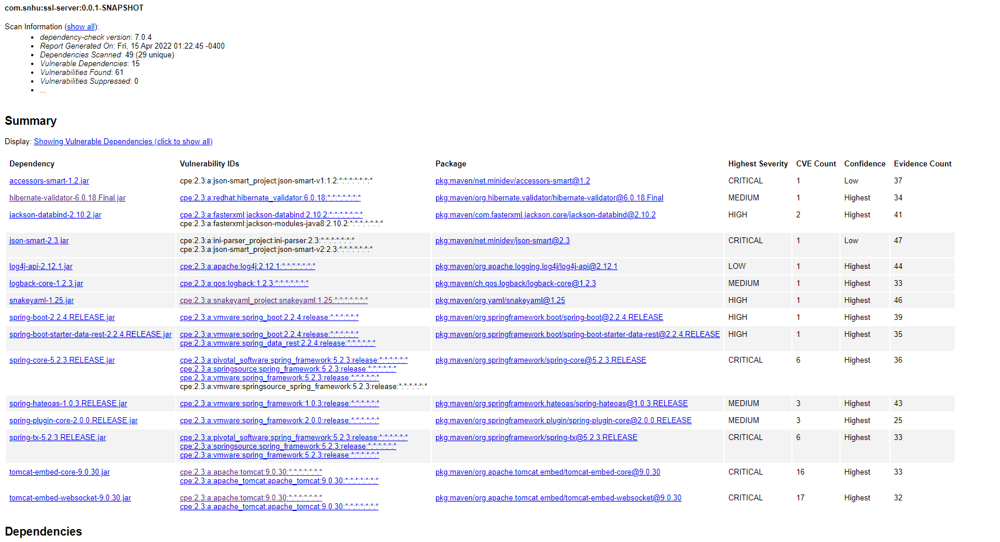 com.snhu:ssl-server:0.0.1-SNAPSHOT
Scan Information (show all):
• dependency-check version: 7.0.4
• Report Generated On: Fri, 15 Apr 2022 01:22:45 -0400
• Dependencies Scanned: 49 (29 unique)
• Vulnerable Dependencies: 15
• Vulnerabilities Found: 61
• Vulnerabilities Suppressed: 0
• ...
Summary
Display: Showing Vulnerable Dependencies (click to show all)
Dependency Vulnerability IDs Package Highest Severity CVE Count Confidence Evidence Count
accessors-smart-1.2.jar cpe:2.3:a:json-smart_project:json-smart-v1:1.2:*:*:*:*:*:*:* pkg:maven/net.minidev/accessors-smart@1.2 CRITICAL 1 Low 37
hibernate-validator-6.0.18.Final.jar cpe:2.3:a:redhat:hibernate_validator:6.0.18:*:*:*:*:*:*:* pkg:maven/org.hibernate.validator/hibernate-validator@6.0.18.Final MEDIUM 1 Highest 34
jackson-databind-2.10.2.jar cpe:2.3:a:fasterxml:jackson-databind:2.10.2:*:*:*:*:*:*:* pkg:maven/com.fasterxml.jackson.core/jackson-databind@2.10.2 HIGH 2 Highest 41
cpe:2.3:a:fasterxml:jackson-modules-java8:2.10.2:*:*:*:*:*:*:*
json-smart-2.3.jar cpe:2.3:a:ini-parser_project:ini-parser:2.3:*:*:*:*:*:*:* pkg:maven/net.minidev/json-smart@2.3 CRITICAL 1 Low 47
cpe:2.3:a:json-smart_project:json-smart-v2:2.3:*:*:*:*:*:*:*
log4j-api-2.12.1.jar cpe:2.3:a:apache:log4j:2.12.1:*:*:*:*:*:*:* pkg:maven/org.apache.logging.log4j/log4j-api@2.12.1 LOW 1 Highest 44
logback-core-1.2.3.jar cpe:2.3:a:qos:logback:1.2.3:*:*:*:*:*:*:* pkg:maven/ch.qos.logback/logback-core@1.2.3 MEDIUM 1 Highest 33
snakeyaml-1.25.jar cpe:2.3:a:snakeyaml_project:snakeyaml:1.25:*:*:*:*:*:*:* pkg:maven/org.yaml/snakeyaml@1.25 HIGH 1 Highest 46
spring-boot-2.2.4.RELEASE.jar cpe:2.3:a:vmware:spring_boot:2.2.4:release:*:*:*:*:*:* pkg:maven/org.springframework.boot/spring-boot@2.2.4.RELEASE HIGH 1 Highest 39
spring-boot-starter-data-rest-2.2.4.RELEASE.jar cpe:2.3:a:vmware:spring_boot:2.2.4:release:*:*:*:*:*:* pkg:maven/org.springframework.boot/spring-boot-starter-data-rest@2.2.4.RELEASE HIGH 1 Highest 35
cpe:2.3:a:vmware:spring_data_rest:2.2.4:release:*:*:*:*:*:*
spring-core-5.2.3.RELEASE.jar cpe:2.3:a:pivotal_software:spring_framework:5.2.3:release:*:*:*:*:*:* pkg:maven/org.springframework/spring-core@5.2.3.RELEASE CRITICAL 6 Highest 36
cpe:2.3:a:springsource:spring_framework:5.2.3:release:*:*:*:*:*:*
cpe:2.3:a:vmware:spring_framework:5.2.3:release:*:*:*:*:*:*
cpe:2.3:a:vmware:springsource_spring_framework:5.2.3:release:*:*:*:*:*:*
spring-hateoas-1.0.3.RELEASE.jar cpe:2.3:a:vmware:spring_framework:1.0.3:release:*:*:*:*:*:* pkg:maven/org.springframework.hateoas/spring-hateoas@1.0.3.RELEASE MEDIUM 3 Highest 43
spring-plugin-core-2.0.0.RELEASE.jar cpe:2.3:a:vmware:spring_framework:2.0.0:release:*:*:*:*:*:* pkg:maven/org.springframework.plugin/spring-plugin-core@2.0.0.RELEASE MEDIUM 3 Highest 25
spring-tx-5.2.3.RELEASE.jar cpe:2.3:a:pivotal_software:spring_framework:5.2.3:release:*:*:*:*:*:* pkg:maven/org.springframework/spring-tx@5.2.3.RELEASE CRITICAL 6 Highest 33
cpe:2.3:a:springsource:spring_framework:5.2.3:release:*:*:*:*:*:*
cpe:2.3:a:vmware:spring_framework:5.2.3:release:*:*:*:*:*:*
tomcat-embed-core-9.0.30.jar cpe:2.3:a:apache:tomcat:9.0.30:*:*:*:*:*:*:* pkg:maven/org.apache.tomcat.embed/tomcat-embed-core@9.0.30 CRITICAL 16 Highest 33
cpe:2.3:a:apache_tomcat:apache_tomcat:9.0.30:*:*:*:*:*:*:*
tomcat-embed-websocket-9.0.30.jar cpe:2.3:a:apache:tomcat:9.0.30:*:*:*:*:*:*:* pkg:maven/org.apache.tomcat.embed/tomcat-embed-websocket@9.0.30 CRITICAL 17 Highest 32
cpe:2.3:a:apache_tomcat:apache_tomcat:9.0.30:*:*:*:*:*:*:*
Dependencies